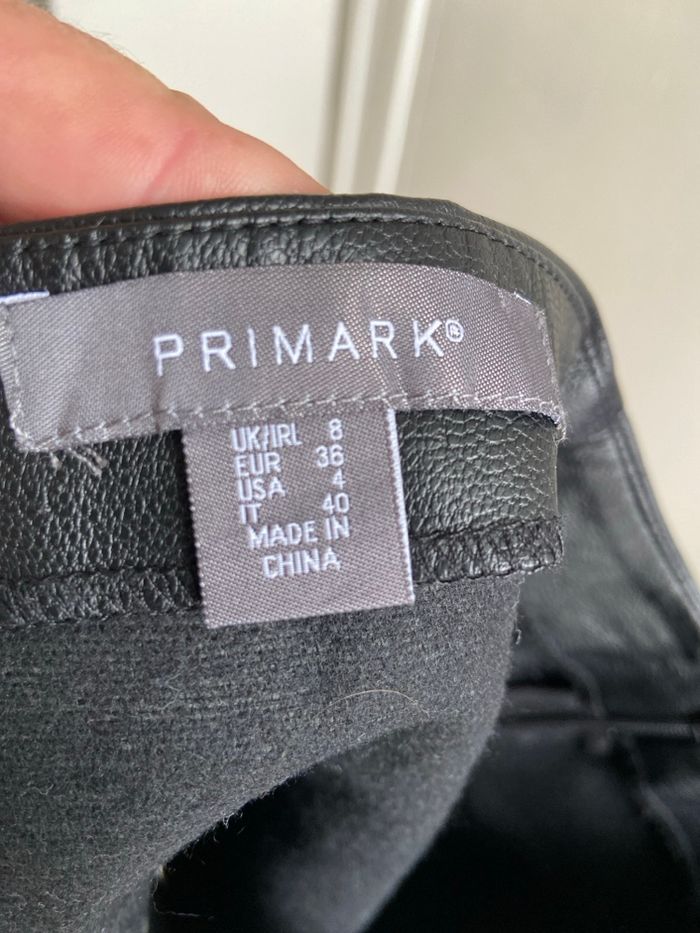 PRIMARK®
UK/IRL 8
EUR 36
USA 4
IT 40
MADE IN
CHINA